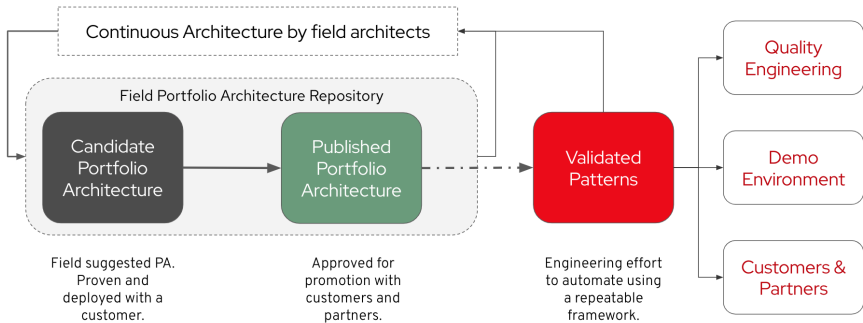 Continuous Architecture by field architects
Field Portfolio Architecture Repository
Candidate
Portfolio
Architecture
Published
Portfolio
Architecture
Validated
Patterns
Quality
Engineering
Demo
Environment
Customers &
Partners
Field suggested PA.
Proven and
deployed with a
customer.
Approved for
promotion with
customers and
partners.
Engineering effort
to automate using
a repeatable
framework.